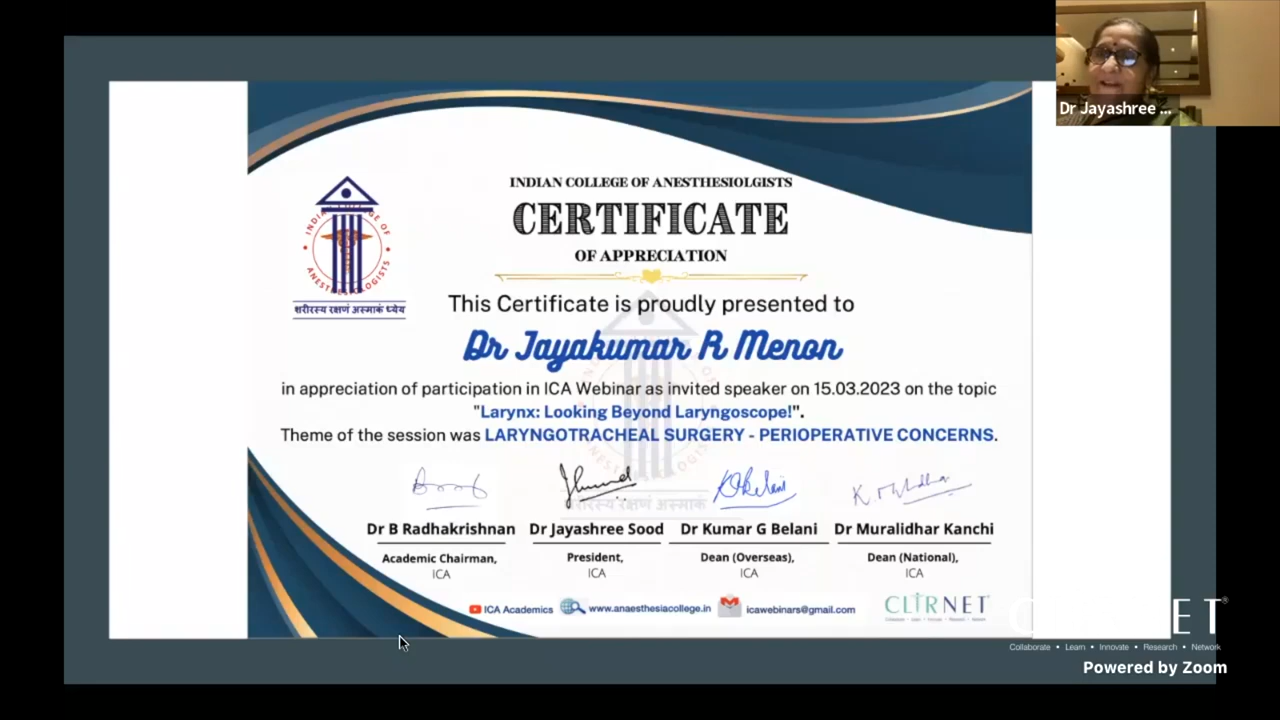 Dr Jayashree ...
INDIAN COLLEGE OF ANESTHESIOLGISTS
CERTIFICATE
OF APPRECIATION
INDIAN COLLEGE OF
ANESTHESIOLOGISTS
शरीरस्य रक्षणं अस्माकं ध्येय
This Certificate is proudly presented to
Dr Jayakumar R Menon
in appreciation of participation in ICA Webinar as invited speaker on 15.03.2023 on the topic
"Larynx: Looking Beyond Laryngoscope!".
Theme of the session was LARYNGOTRACHEAL SURGERY - PERIOPERATIVE CONCERNS.
Dr B Radhakrishnan Dr Jayashree Sood Dr Kumar G Belani Dr Muralidhar Kanchi
Academic Chairman, President, Dean (Overseas), Dean (National),
ICA ICA ICA ICA
ICA Academics www.anaesthesiacollege.in icawebinars@gmail.com CLIRNET
Collaborate • Learn • Innovate • Research • Network
Powered by Zoom